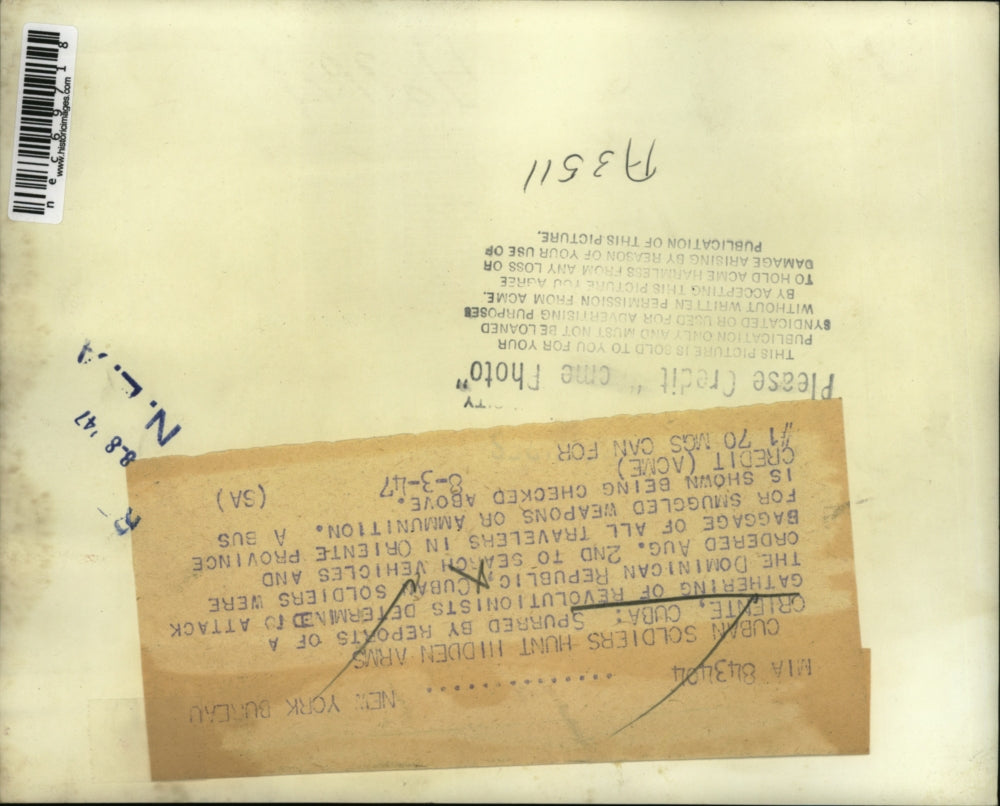 MIA 843494 .............. NEW YORK BUREAU
CUBAN SOLDIERS HUNT HIDDEN ARMS
ORIENTE, CUBA: SPURRED BY REPORTS OF A
GATHERING OF REVOLUTIONISTS DETERMINED TO ATTACK
THE DOMINICAN REPUBLIC, CUBAN SOLDIERS WERE
ORDERED AUG. 2ND TO SEARCH VEHICLES AND
BAGGAGE OF ALL TRAVELERS IN ORIENTE PROVINCE
FOR SMUGGLED WEAPONS OR AMMUNITION. A BUS
IS SHOWN BEING CHECKED ABOVE.
CREDIT (ACME) 8-3-47 (SA)
#1 70 MGS CAN FOR
Please Credit "cme Photo"
THIS PICTURE IS SOLD TO YOU FOR YOUR
PUBLICATION ONLY AND MUST NOT BE LOANED
SYNDICATED OR USED FOR ADVERTISING PURPOSES
WITHOUT WRITTEN PERMISSION FROM ACME.
BY ACCEPTING THIS PICTURE YOU AGREE
TO HOLD ACME HARMLESS FROM ANY LOSS OR
DAMAGE ARISING BY REASON OF YOUR USE OF
PUBLICATION OF THIS PICTURE.
A3511
N.E.A
8-8 '47
R
nec69718
www.historicimages.com